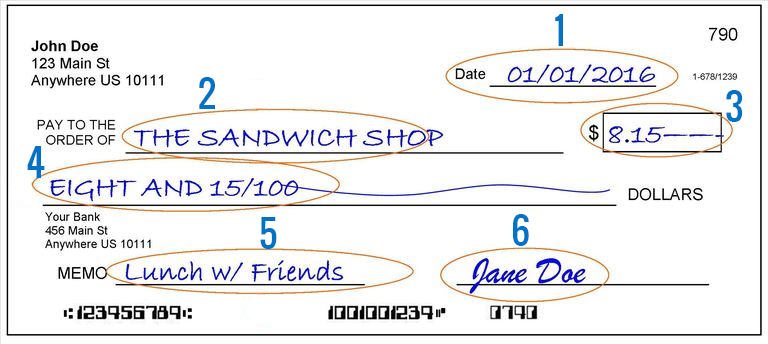 1
790
John Doe
123 Main St
Anywhere US 10111
Date 01/01/2016
1-678/1239
2
3
PAY TO THE
ORDER OF THE SANDWICH SHOP
$ 8.15
4
EIGHT AND 15/100 DOLLARS
Your Bank
456 Main St
Anywhere US 10111
5
6
MEMO Lunch w/ Friends
Jane Doe
⑆123956789⑆ 1001001239⑈ 0790